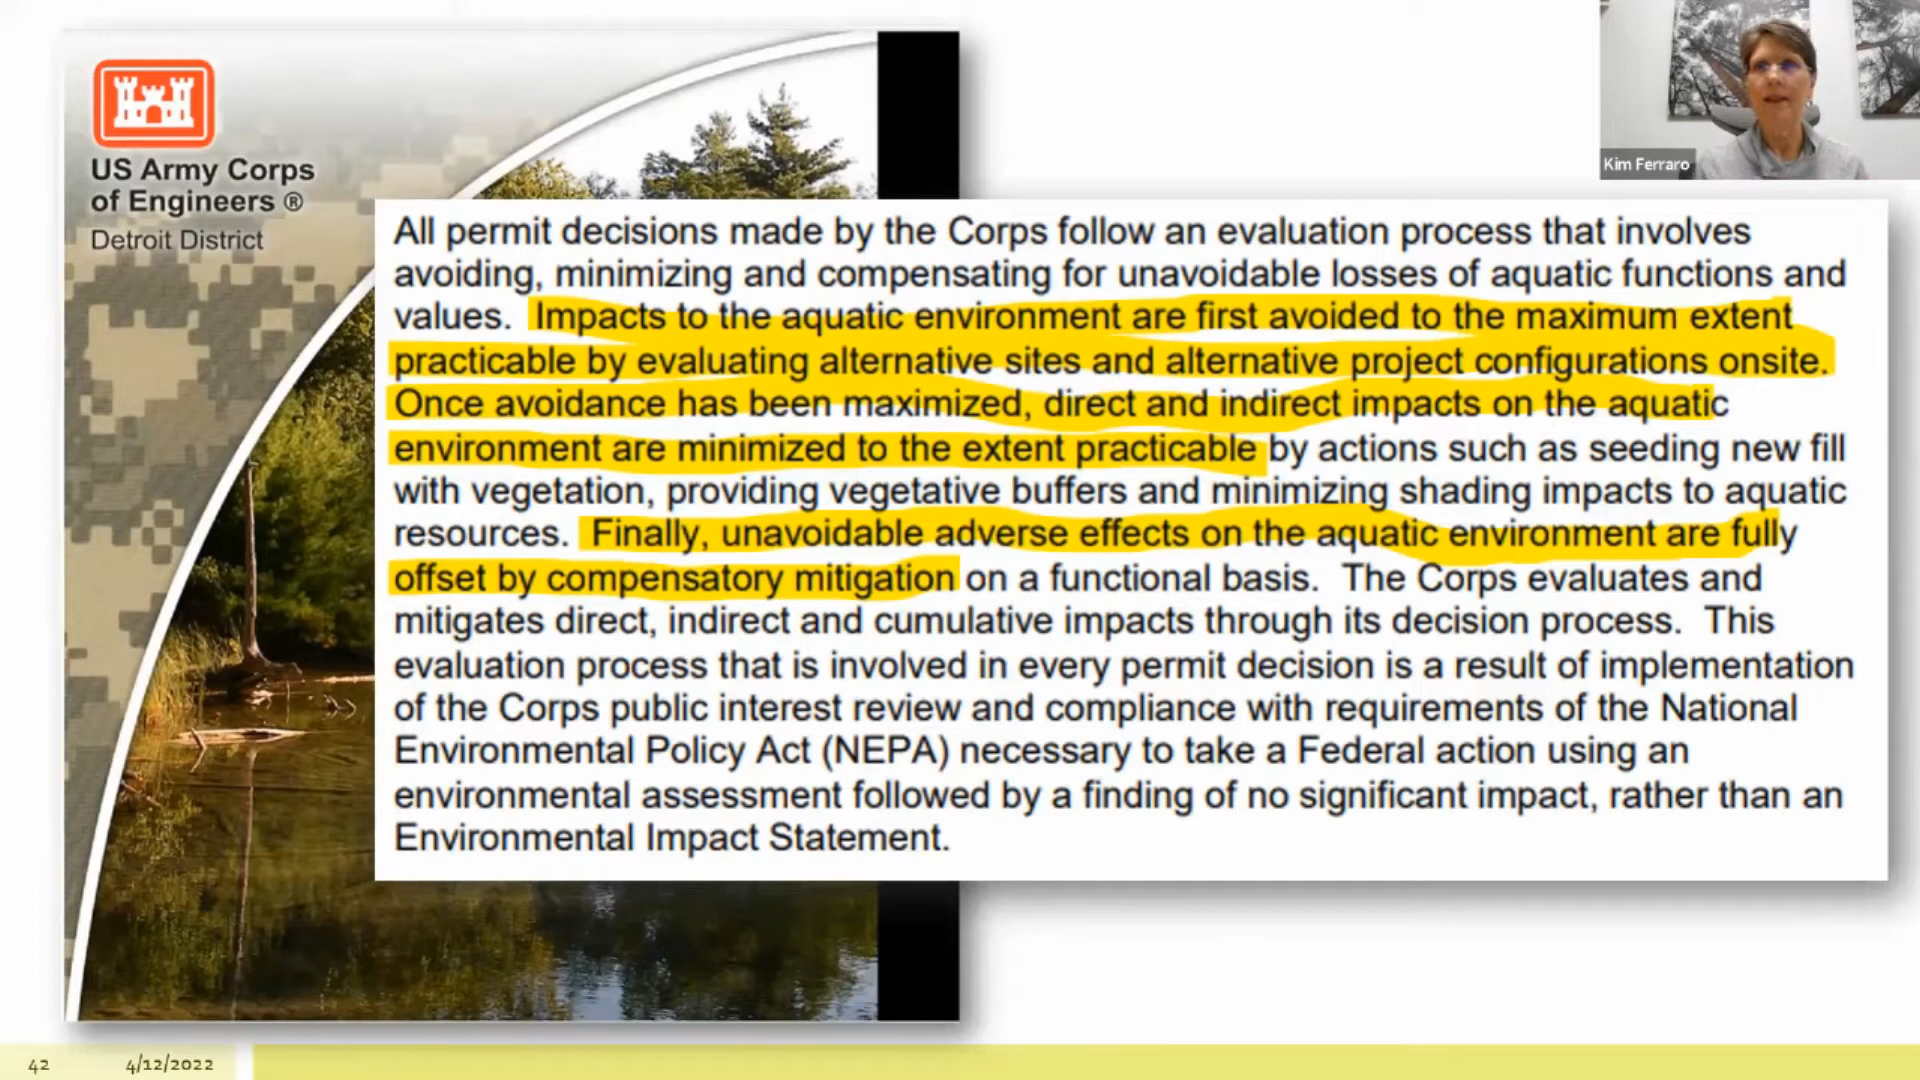 US Army Corps
of Engineers ®
Detroit District
Kim Ferraro
All permit decisions made by the Corps follow an evaluation process that involves
avoiding, minimizing and compensating for unavoidable losses of aquatic functions and
values. Impacts to the aquatic environment are first avoided to the maximum extent
practicable by evaluating alternative sites and alternative project configurations onsite.
Once avoidance has been maximized, direct and indirect impacts on the aquatic
environment are minimized to the extent practicable by actions such as seeding new fill
with vegetation, providing vegetative buffers and minimizing shading impacts to aquatic
resources. Finally, unavoidable adverse effects on the aquatic environment are fully
offset by compensatory mitigation on a functional basis. The Corps evaluates and
mitigates direct, indirect and cumulative impacts through its decision process. This
evaluation process that is involved in every permit decision is a result of implementation
of the Corps public interest review and compliance with requirements of the National
Environmental Policy Act (NEPA) necessary to take a Federal action using an
environmental assessment followed by a finding of no significant impact, rather than an
Environmental Impact Statement.
42 4/12/2022